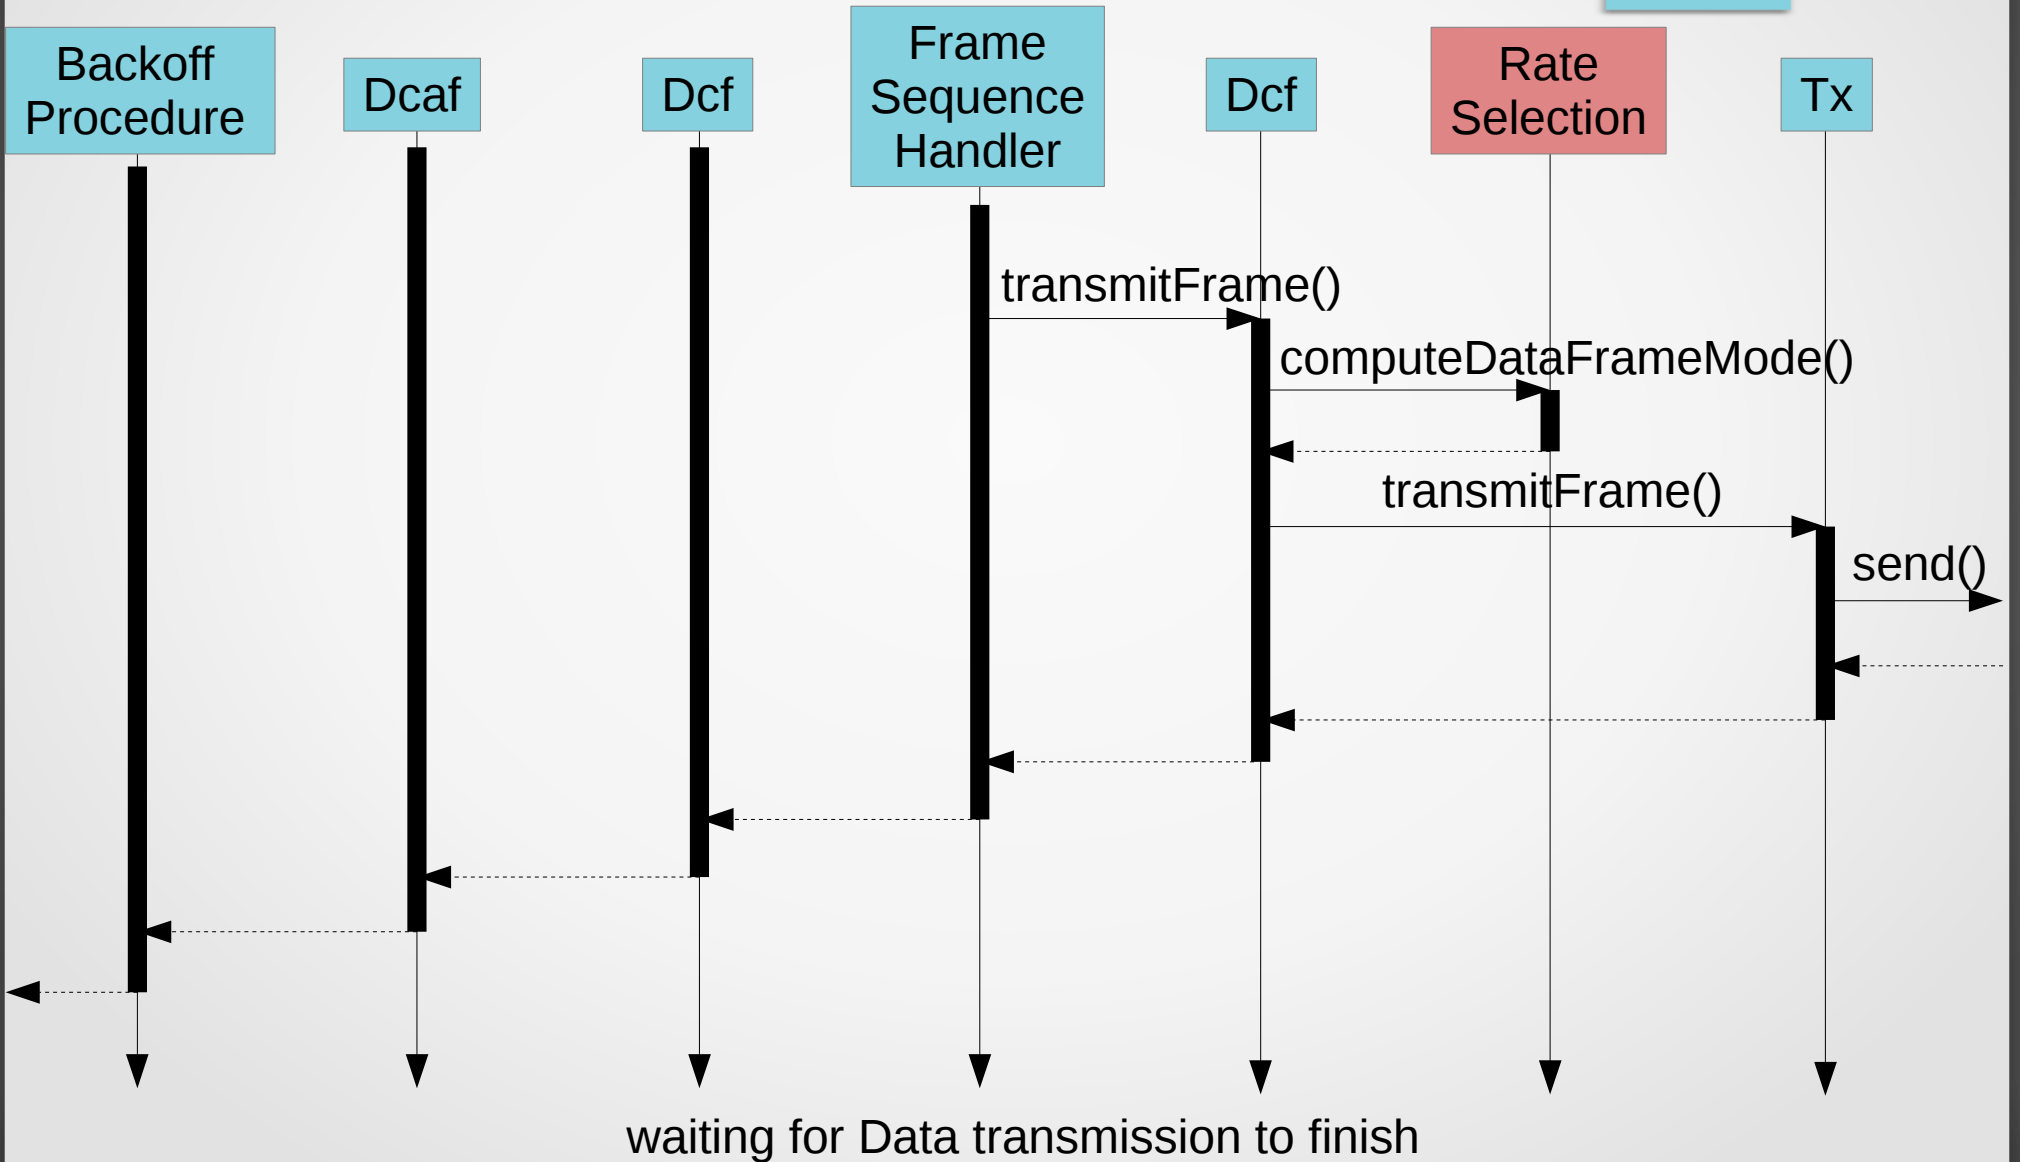 Backoff
Procedure
Dcaf
Dcf
Frame
Sequence
Handler
Dcf
Rate
Selection
Tx
transmitFrame()
computeDataFrameMode()
transmitFrame()
send()
waiting for Data transmission to finish